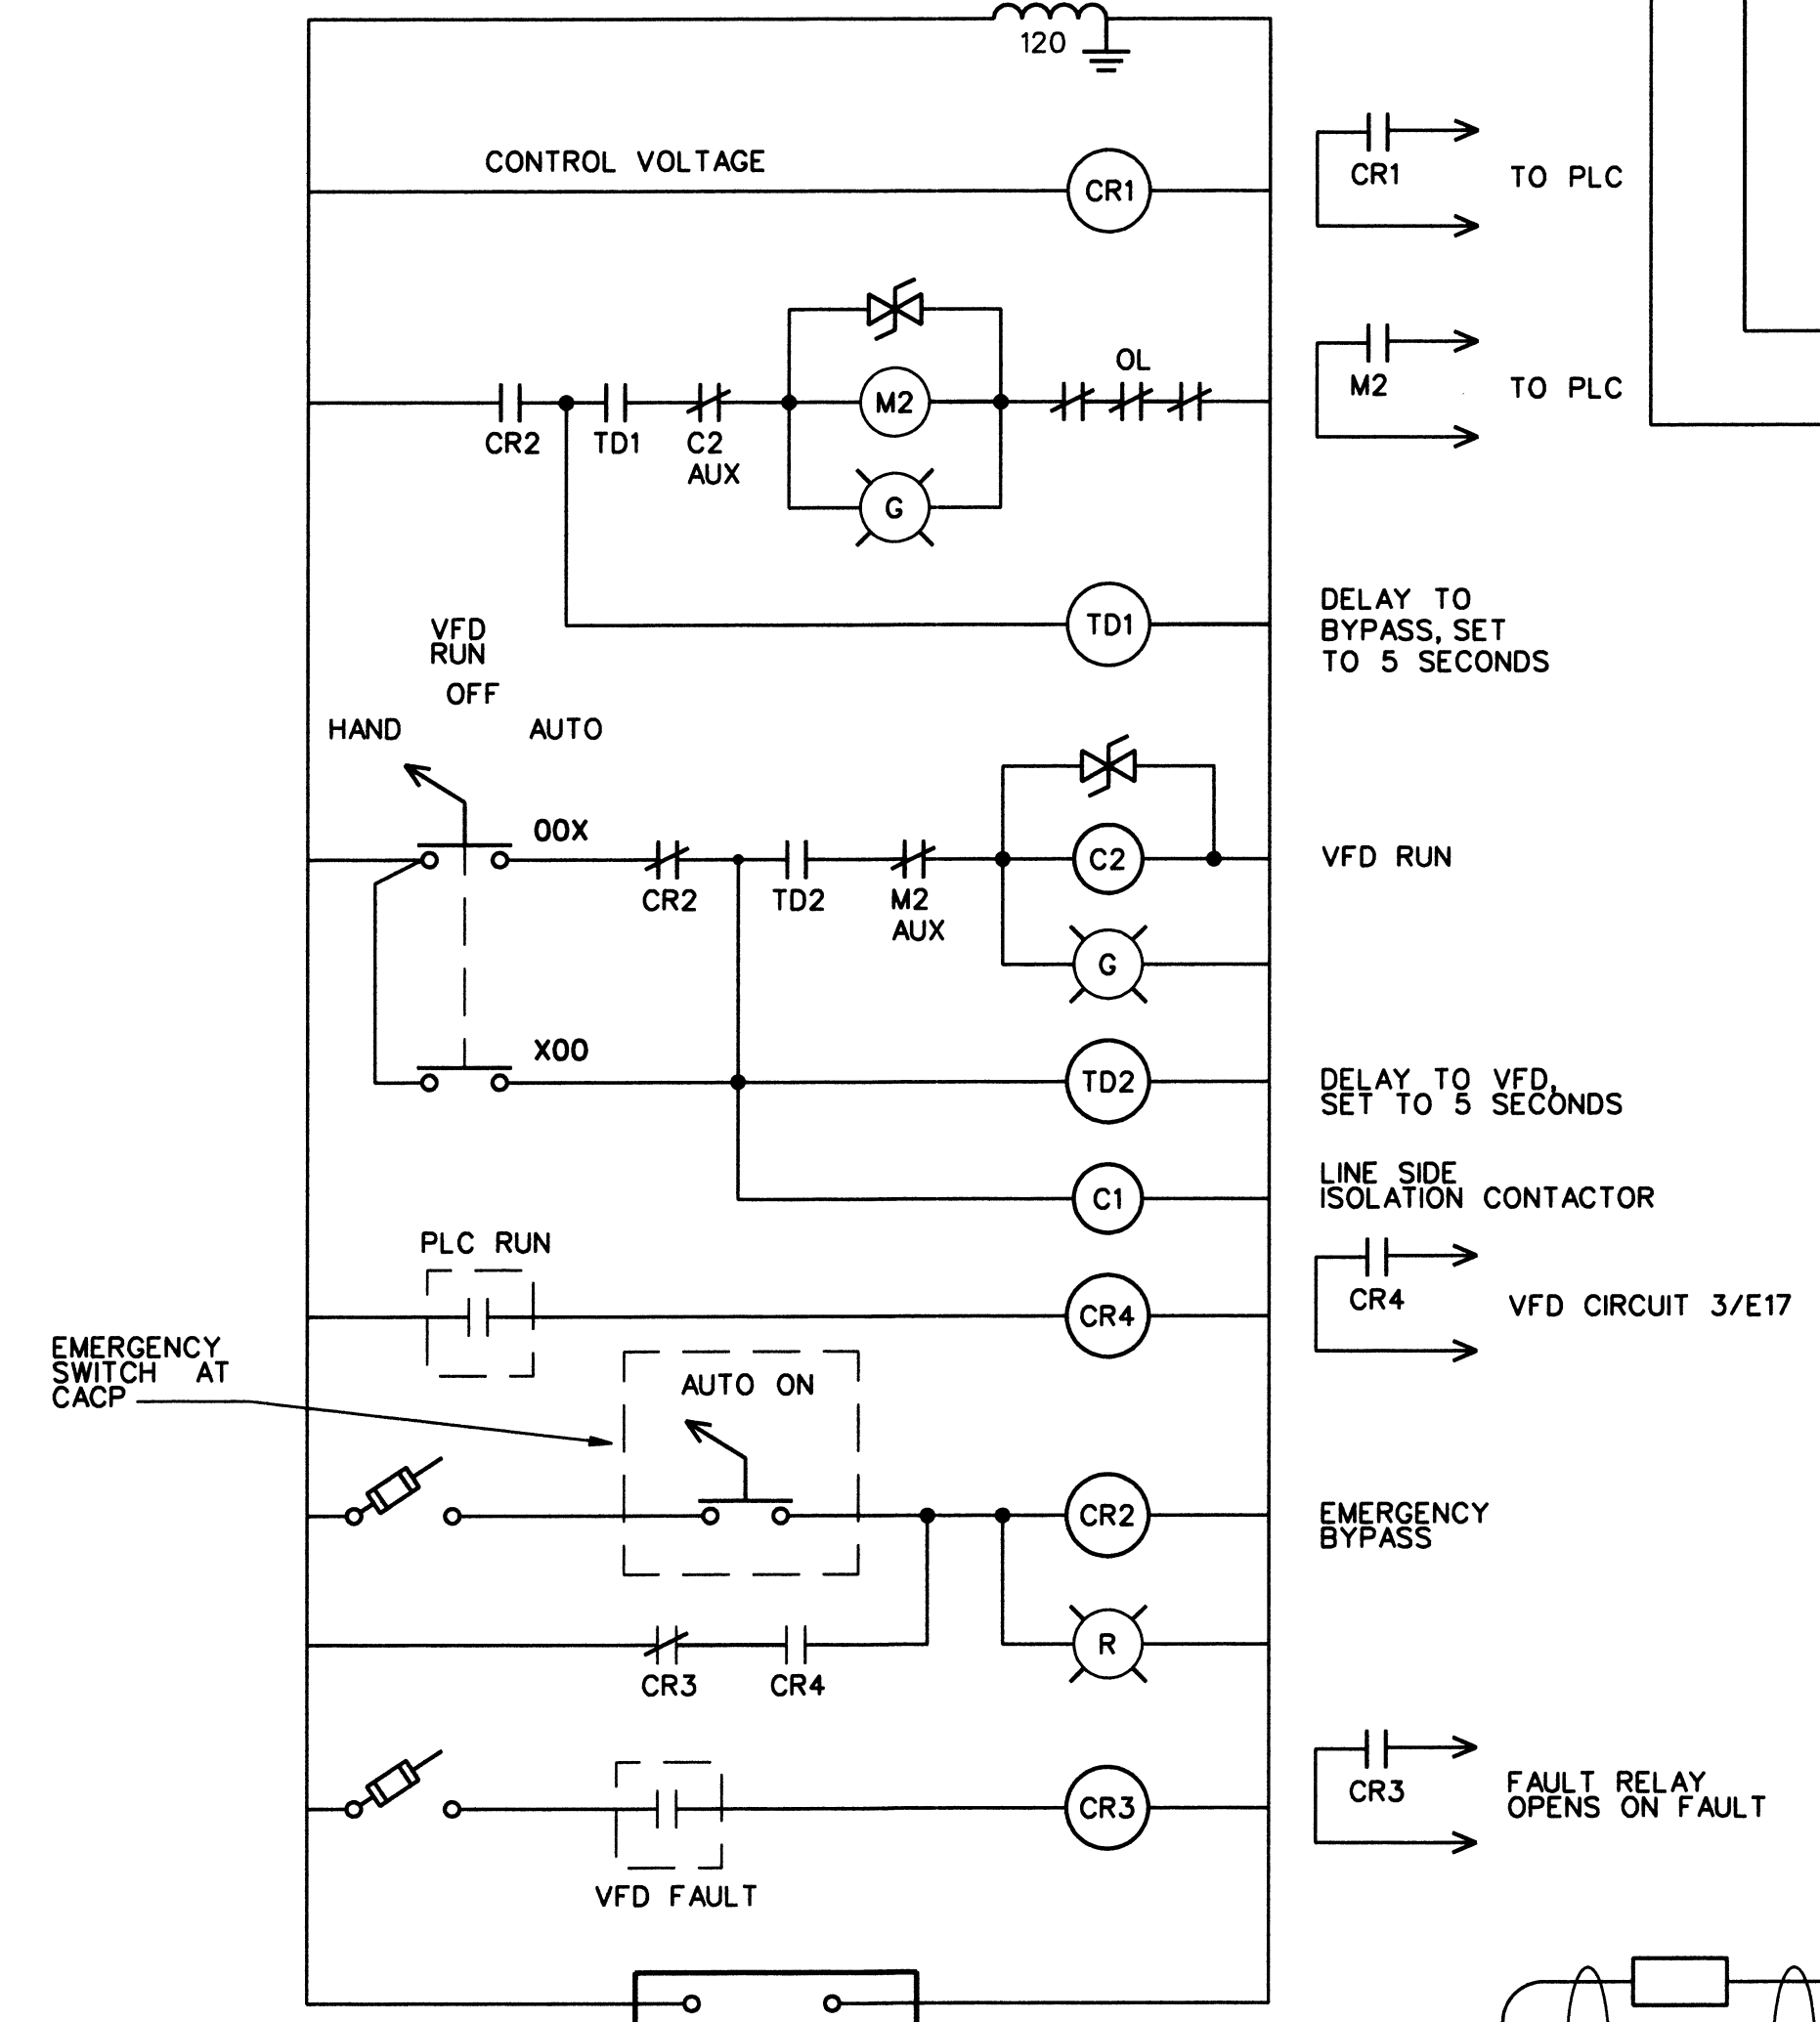 120
CONTROL VOLTAGE
CR1
CR1
TO PLC
OL
M2
M2
TO PLC
CR2
TD1
C2
AUX
G
TD1
DELAY TO
BYPASS, SET
TO 5 SECONDS
VFD
RUN
OFF
HAND
AUTO
OOX
CR2
TD2
M2
AUX
C2
VFD RUN
G
XOO
TD2
DELAY TO VFD,
SET TO 5 SECONDS
C1
LINE SIDE
ISOLATION CONTACTOR
PLC RUN
CR4
CR4
VFD CIRCUIT 3/E17
EMERGENCY
SWITCH AT
CACP
AUTO ON
CR2
EMERGENCY
BYPASS
CR3
CR4
R
CR3
CR3
FAULT RELAY
OPENS ON FAULT
VFD FAULT